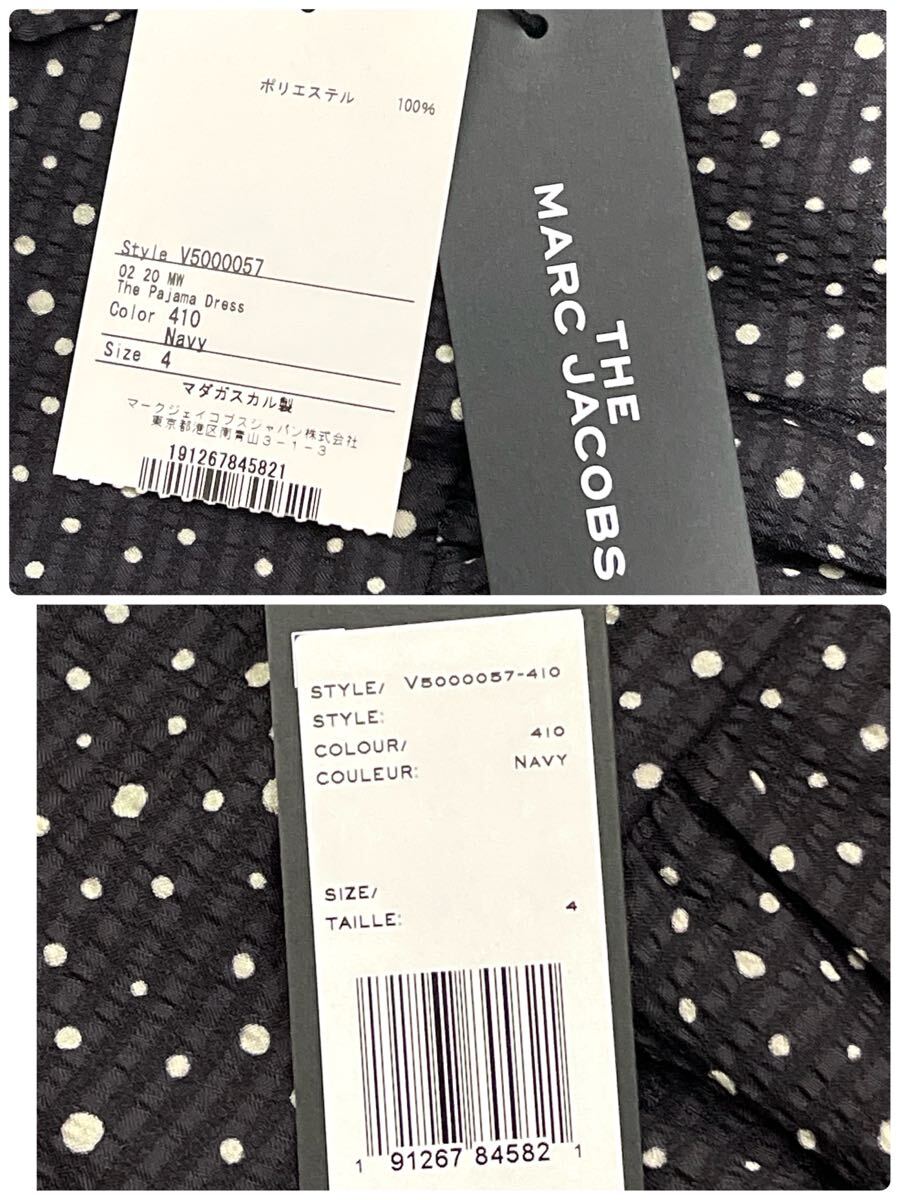 ポリエステル 100%
Style V5000057
02 20 MW
The Pajama Dress
Color 410
Navy
Size 4
マダガスカル製
マークジェイコブスジャパン株式会社
東京都港区南青山3-1-3
191267845821
THE
MARC JACOBS
STYLE/ V5000057-410
STYLE:
COLOUR/ 410
COULEUR: NAVY
SIZE/
TAILLE: 4
1 91267 84582 1